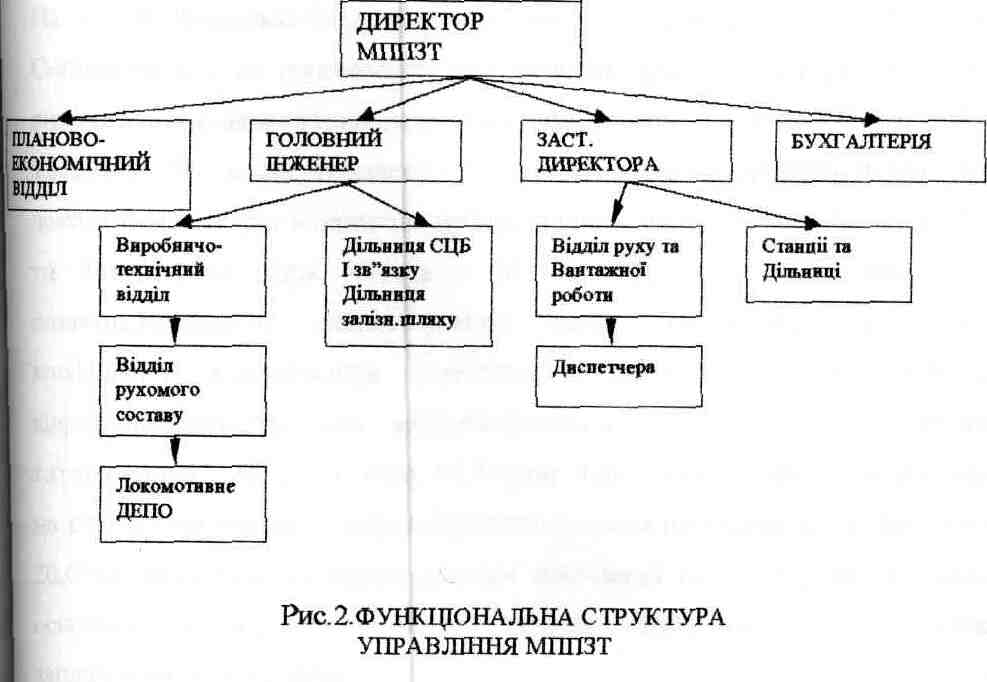 ДИРЕКТОР
МППЗТ
ПЛАНОВО-
ЕКОНОМІЧНИЙ
ВІДДІЛ
ГОЛОВНИЙ
ІНЖЕНЕР
ЗАСТ.
ДИРЕКТОРА
БУХГАЛТЕРІЯ
Виробничо-
технічний
відділ
Дільниця СЦБ
І зв"язку
Дільниця
залізн.шляху
Відділ руху та
Вантажної
роботи
Станції та
Дільниці
Відділ
рухомого
составу
Диспетчера
Локомотивне
ДЕПО
Рис.2.ФУНКЦІОНАЛЬНА СТРУКТУРА
УПРАВЛІННЯ МППЗТ